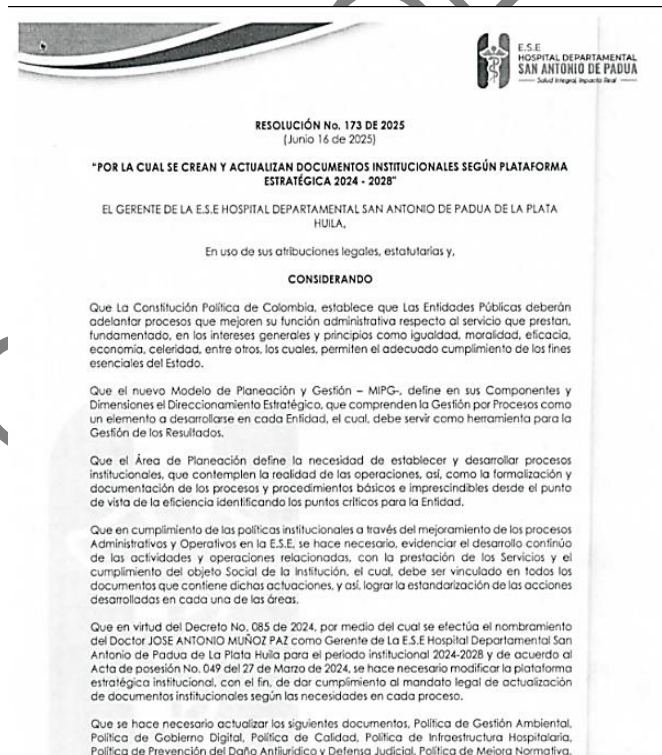 E.S.E
HOSPITAL DEPARTAMENTAL
SAN ANTONIO DE PADUA
Salud Integral, Impacto Real
RESOLUCIÓN No. 173 DE 2025
(Junio 16 de 2025)
"POR LA CUAL SE CREAN Y ACTUALIZAN DOCUMENTOS INSTITUCIONALES SEGÚN PLATAFORMA
ESTRATÉGICA 2024 - 2028"
EL GERENTE DE LA E.S.E HOSPITAL DEPARTAMENTAL SAN ANTONIO DE PADUA DE LA PLATA
HUILA,
En uso de sus atribuciones legales, estatutarias y,
CONSIDERANDO
Que La Constitución Política de Colombia, establece que Las Entidades Públicas deberán
adelantar procesos que mejoren su función administrativa respecto al servicio que prestan,
fundamentado, en los intereses generales y principios como igualdad, moralidad, eficacia,
economía, celeridad, entre otros, los cuales, permiten el adecuado cumplimiento de los fines
esenciales del Estado.
Que el nuevo Modelo de Planeación y Gestión – MIPG-, define en sus Componentes y
Dimensiones el Direccionamiento Estratégico, que comprenden la Gestión por Procesos como
un elemento a desarrollarse en cada Entidad, el cual, debe servir como herramienta para la
Gestión de los Resultados.
Que el Área de Planeación define la necesidad de establecer y desarrollar procesos
institucionales, que contemplen la realidad de las operaciones, así, como la formalización y
documentación de los procesos y procedimientos básicos e imprescindibles desde el punto
de vista de la eficiencia identificando los puntos críticos para la Entidad.
Que en cumplimiento de las políticas institucionales a través del mejoramiento de los procesos
Administrativos y Operativos en la E.S.E, se hace necesario, evidenciar el desarrollo continúo
de las actividades y operaciones relacionadas, con la prestación de los Servicios y el
cumplimiento del objeto Social de la Institución, el cual, debe ser vinculado en todos los
documentos que contiene dichas actuaciones, y así, lograr la estandarización de las acciones
desarrolladas en cada una de las áreas.
Que en virtud del Decreto No. 085 de 2024, por medio del cual se efectúa el nombramiento
del Doctor JOSE ANTONIO MUÑOZ PAZ como Gerente de La E.S.E Hospital Departamental San
Antonio de Padua de La Plata Huila para el periodo institucional 2024-2028 y de acuerdo al
Acta de posesión No. 049 del 27 de Marzo de 2024, se hace necesario modificar la plataforma
estratégica institucional, con el fin, de dar cumplimiento al mandato legal de actualización
de documentos institucionales según las necesidades en cada proceso.
Que se hace necesario actualizar los siguientes documentos, Política de Gestión Ambiental,
Política de Gobierno Digital, Política de Calidad, Política de Infraestructura Hospitalaria,
Política de Prevención del Daño Antijurídico y Defensa Judicial, Política de Mejora Normativa,